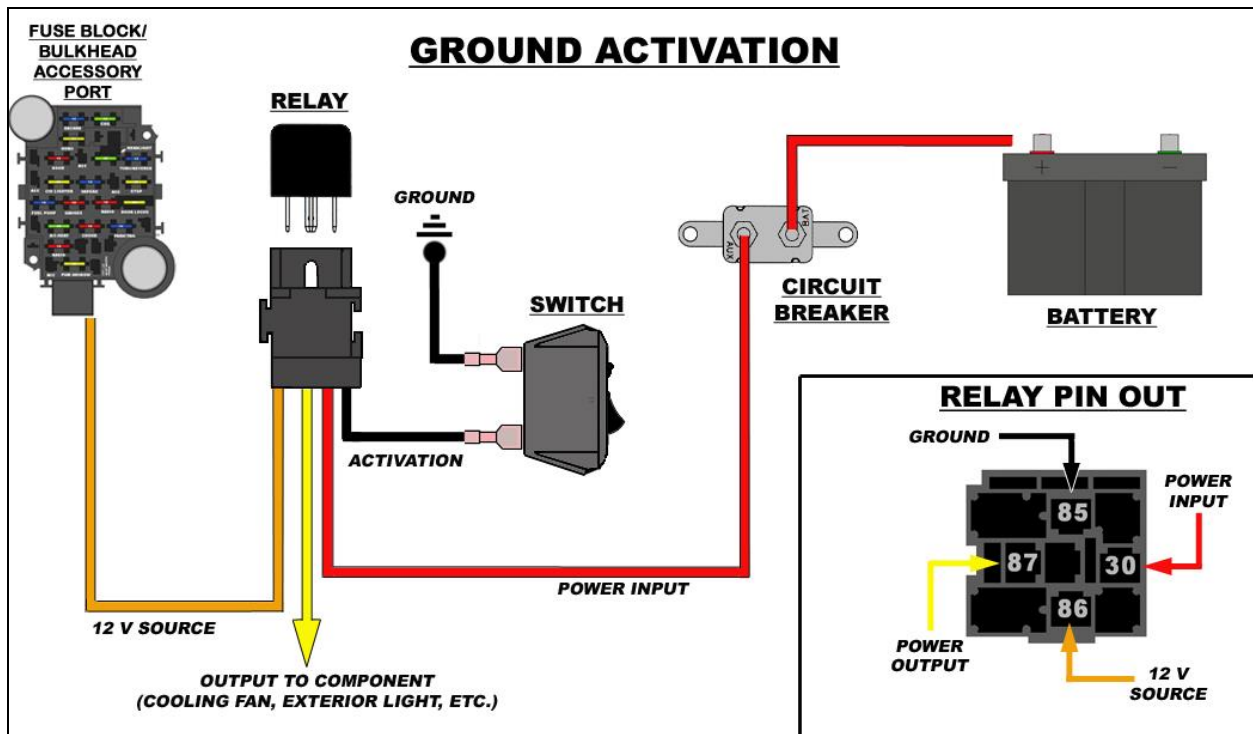 FUSE BLOCK/
BULKHEAD
ACCESSORY
PORT
GROUND ACTIVATION
RELAY
GROUND
SWITCH
ACTIVATION
BAT
AUX
CIRCUIT
BREAKER
+
−
BATTERY
POWER INPUT
12 V SOURCE
OUTPUT TO COMPONENT
(COOLING FAN, EXTERIOR LIGHT, ETC.)
RELAY PIN OUT
GROUND
POWER
INPUT
85
87
30
86
POWER
OUTPUT
12 V
SOURCE